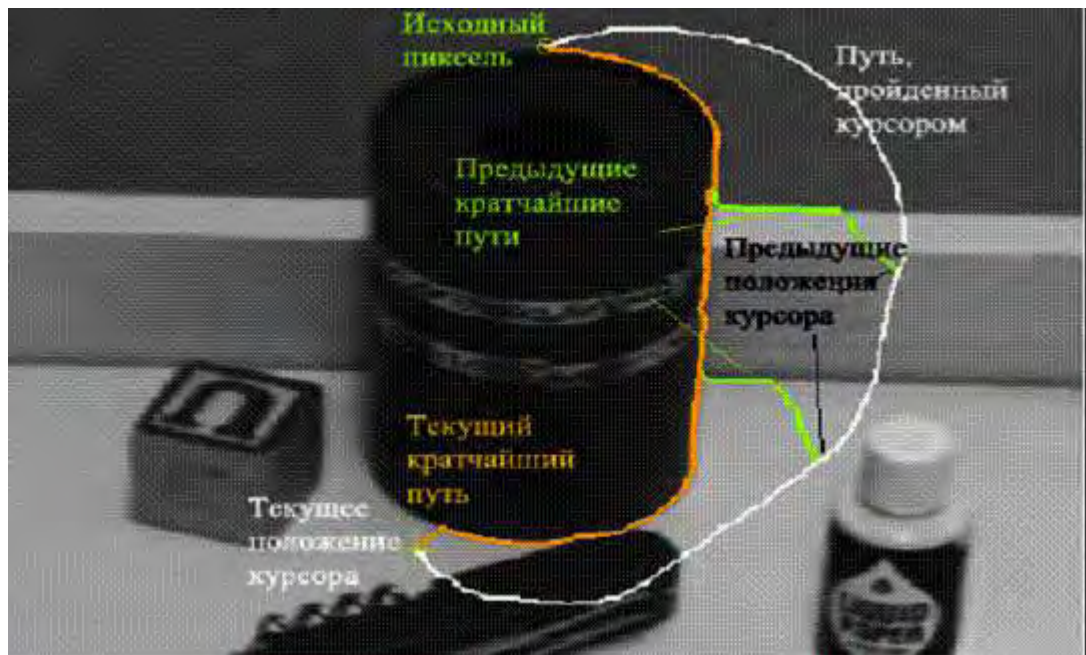 Исходный
пиксель
Путь,
пройденный
курсором
Предыдущие
кратчайшие
пути
Предыдущие
положения
курсора
Текущий
кратчайший
путь
Текущее
положение
курсора